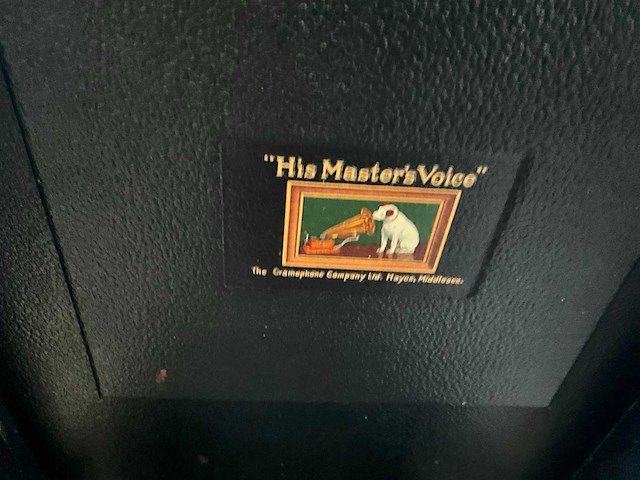 "His Master's Voice"
The Gramophone Company Ltd. Hayes, Middlesex.